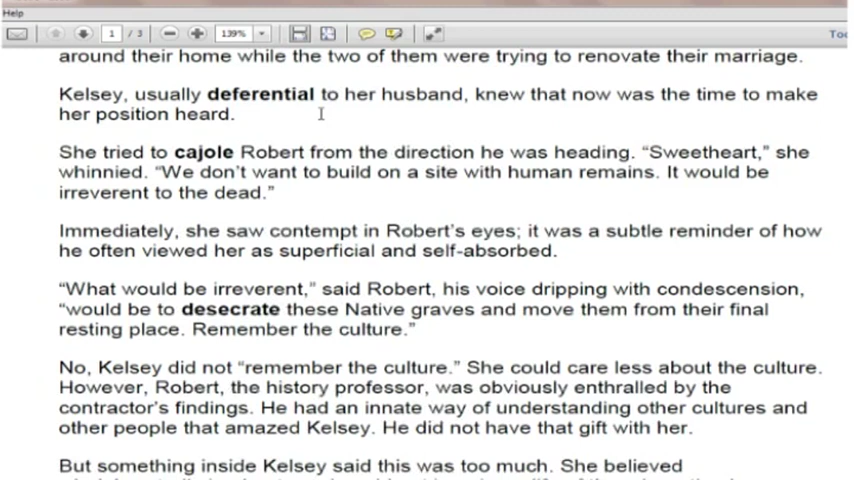 Help
1 / 3 139% Too
around their home while the two of them were trying to renovate their marriage.
Kelsey, usually deferential to her husband, knew that now was the time to make
her position heard.
She tried to cajole Robert from the direction he was heading. “Sweetheart,” she
whinnied. “We don’t want to build on a site with human remains. It would be
irreverent to the dead.”
Immediately, she saw contempt in Robert’s eyes; it was a subtle reminder of how
he often viewed her as superficial and self-absorbed.
“What would be irreverent,” said Robert, his voice dripping with condescension,
“would be to desecrate these Native graves and move them from their final
resting place. Remember the culture.”
No, Kelsey did not “remember the culture.” She could care less about the culture.
However, Robert, the history professor, was obviously enthralled by the
contractor’s findings. He had an innate way of understanding other cultures and
other people that amazed Kelsey. He did not have that gift with her.
But something inside Kelsey said this was too much. She believed